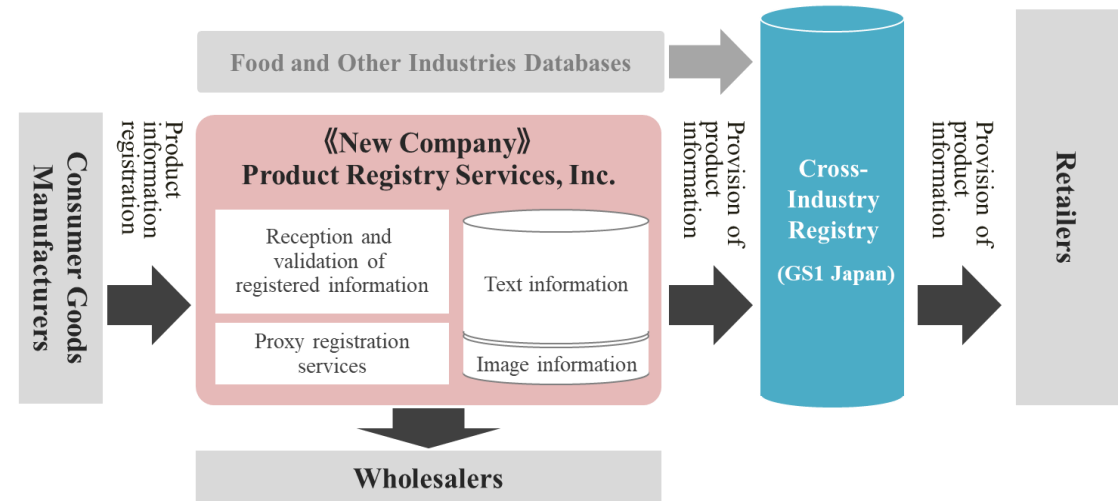 Food and Other Industries Databases
Consumer Goods
Manufacturers
Product
information
registration
《New Company》
Product Registry Services, Inc.
Reception and
validation of
registered information
Proxy registration
services
Text information
Image information
Provision of
product
information
Cross-
Industry
Registry
(GS1 Japan)
Provision of
product
information
Retailers
Wholesalers